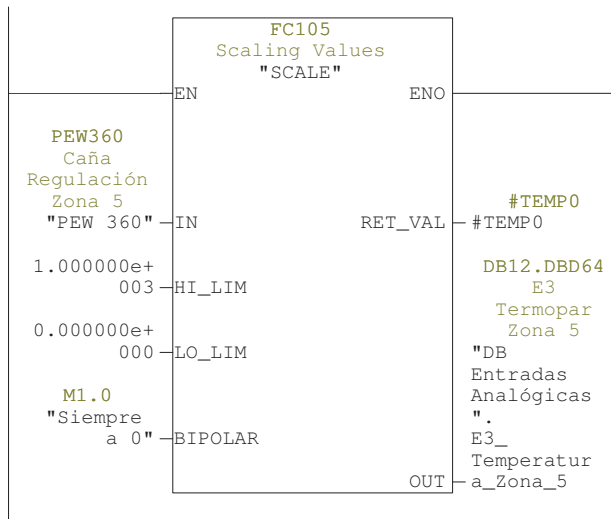 FC105
Scaling Values
"SCALE"
EN ENO
PEW360
Caña
Regulación
Zona 5
"PEW 360" IN
#TEMP0
RET_VAL #TEMP0
1.000000e+
003 HI_LIM
0.000000e+
000 LO_LIM
M1.0
"Siempre
a 0" BIPOLAR
DB12.DBD64
E3
Termopar
Zona 5
"DB
Entradas
Analógicas
".
E3_
Temperatur
OUT a_Zona_5